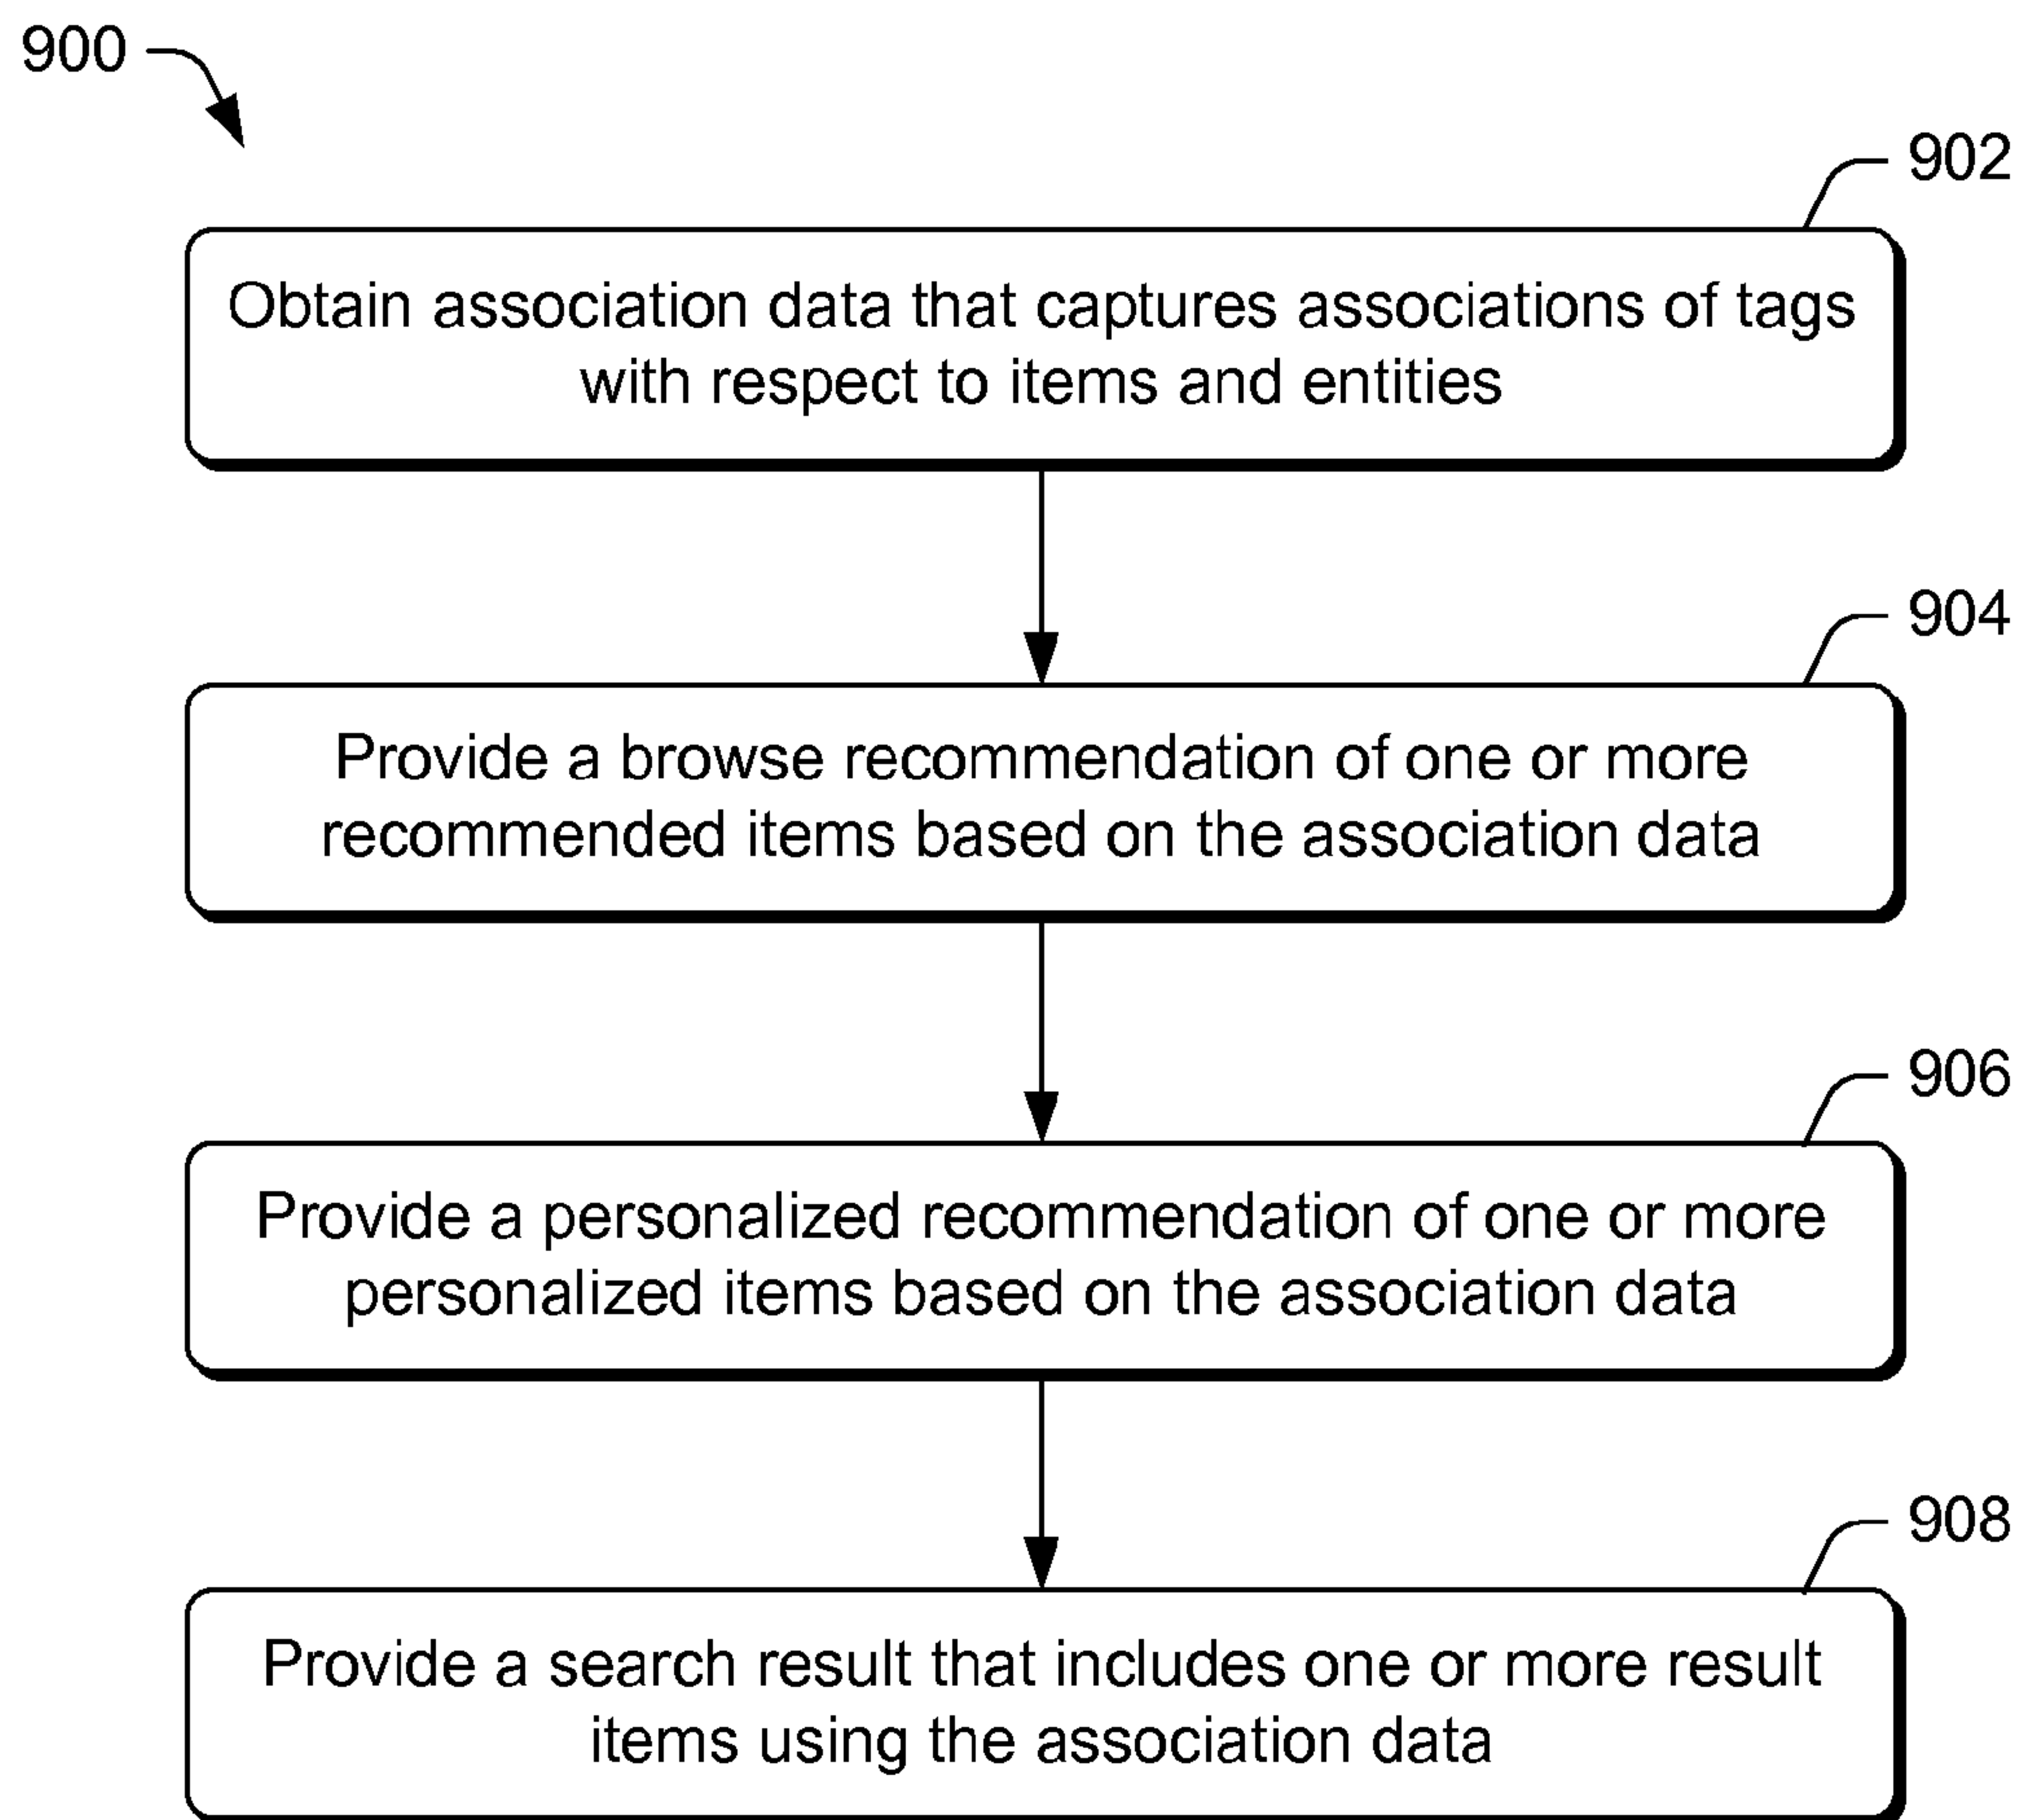 900
902
Obtain association data that captures associations of tags
with respect to items and entities
904
Provide a browse recommendation of one or more
recommended items based on the association data
906
Provide a personalized recommendation of one or more
personalized items based on the association data
908
Provide a search result that includes one or more result
items using the association data